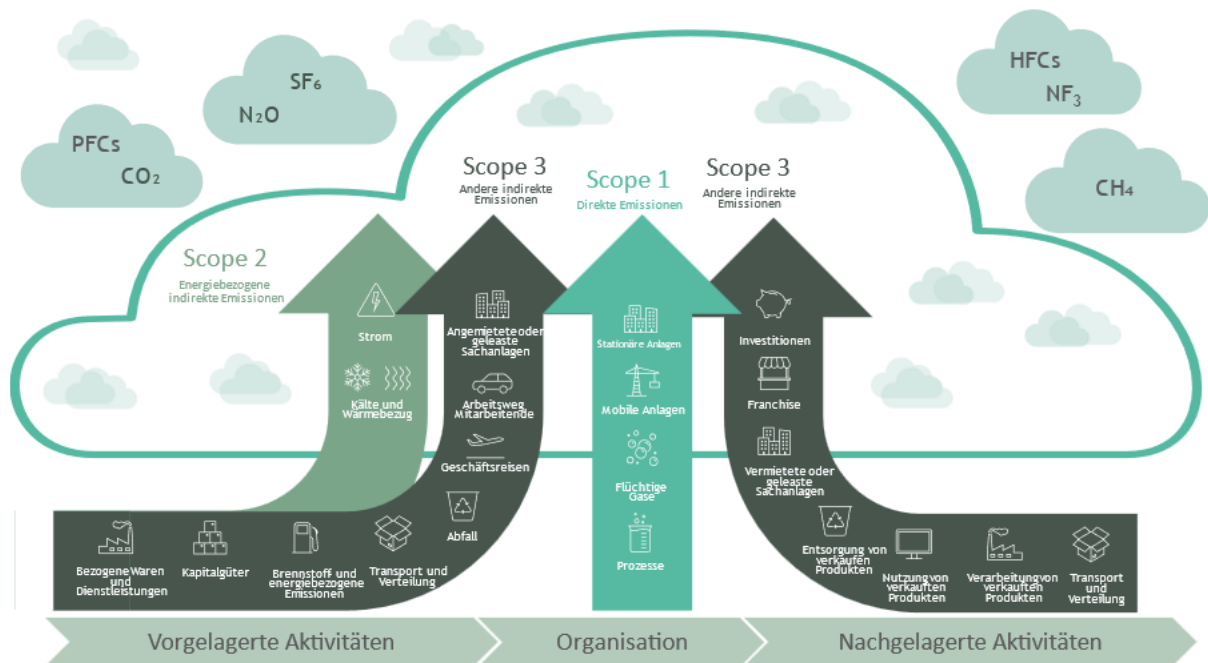 SF₆
N₂O
PFCs
CO₂
HFCs
NF₃
CH₄
Scope 2
Energiebezogene
indirekte Emissionen
Scope 3
Andere indirekte
Emissionen
Scope 1
Direkte Emissionen
Scope 3
Andere indirekte
Emissionen
Strom
Kälte und
Wärmebezug
Angemietete oder
geleaste
Sachanlagen
Arbeitsweg
Mitarbeitende
Geschäftsreisen
Abfall
Transport und
Verteilung
Brennstoff und
energiebezogene
Emissionen
Kapitalgüter
Bezogene Waren
und
Dienstleistungen
Stationäre Anlagen
Mobile Anlagen
Flüchtige
Gase
Prozesse
Investitionen
Franchise
Vermietete oder
geleaste
Sachanlagen
Entsorgung von
verkaufen
Produkten
Nutzung von
verkauften
Produkten
Verarbeitung von
verkauften
Produkten
Transport
und
Verteilung
Vorgelagerte Aktivitäten
Organisation
Nachgelagerte Aktivitäten